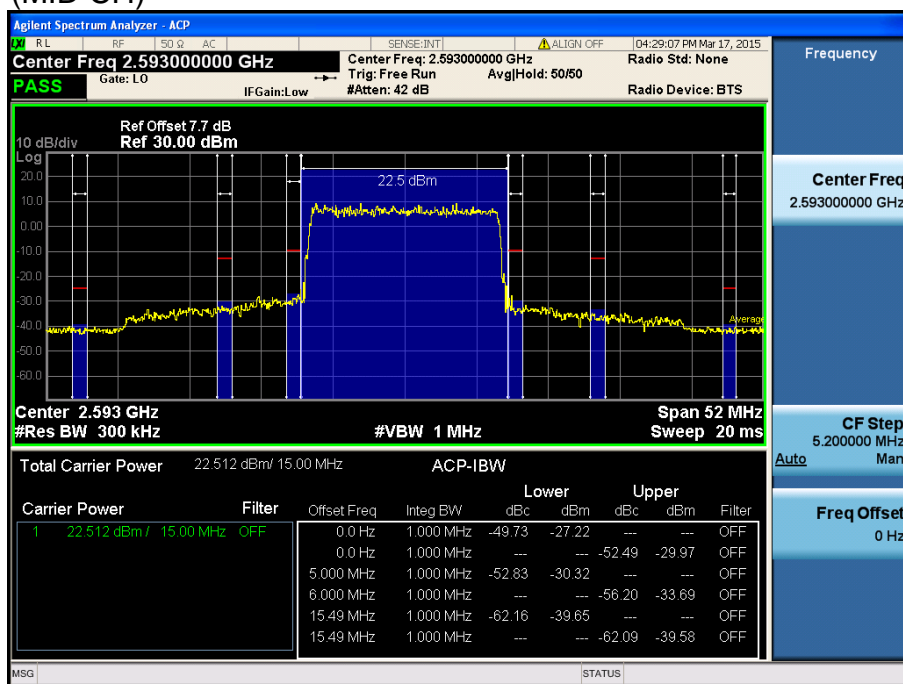 (MID CH)
Agilent Spectrum Analyzer - ACP
LXI RL RF 50 Ω AC SENSE:INT ALIGN OFF 04:29:07 PM Mar 17, 2015
Center Freq 2.593000000 GHz Center Freq: 2.593000000 GHz Radio Std: None
Gate: LO Trig: Free Run Avg|Hold: 50/50
PASS IFGain:Low #Atten: 42 dB Radio Device: BTS
Ref Offset 7.7 dB
10 dB/div Ref 30.00 dBm
Log
20.0
10.0
0.00
-10.0
-20.0
-30.0
-40.0
-50.0
-60.0
22.5 dBm
Average
Center 2.593 GHz Span 52 MHz
#Res BW 300 kHz #VBW 1 MHz Sweep 20 ms
Total Carrier Power 22.512 dBm/ 15.00 MHz ACP-IBW
Lower Upper
Carrier Power Filter Offset Freq Integ BW dBc dBm dBc dBm Filter
1 22.512 dBm / 15.00 MHz OFF 0.0 Hz 1.000 MHz -49.73 -27.22 --- --- OFF
0.0 Hz 1.000 MHz --- --- -52.49 -29.97 OFF
5.000 MHz 1.000 MHz -52.83 -30.32 --- --- OFF
6.000 MHz 1.000 MHz --- --- -56.20 -33.69 OFF
15.49 MHz 1.000 MHz -62.16 -39.65 --- --- OFF
15.49 MHz 1.000 MHz --- --- -62.09 -39.58 OFF
MSG STATUS
Frequency
Center Freq
2.593000000 GHz
CF Step
5.200000 MHz
Auto Man
Freq Offset
0 Hz